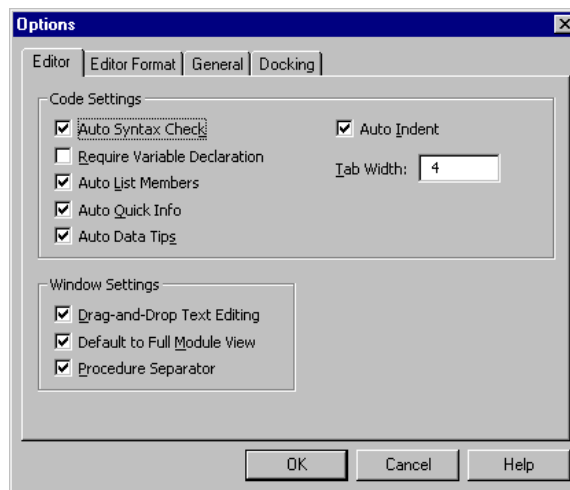 Options
Editor Editor Format General Docking
Code Settings
Auto Syntax Check Auto Indent
Require Variable Declaration
Tab Width: 4
Auto List Members
Auto Quick Info
Auto Data Tips
Window Settings
Drag-and-Drop Text Editing
Default to Full Module View
Procedure Separator
OK Cancel Help